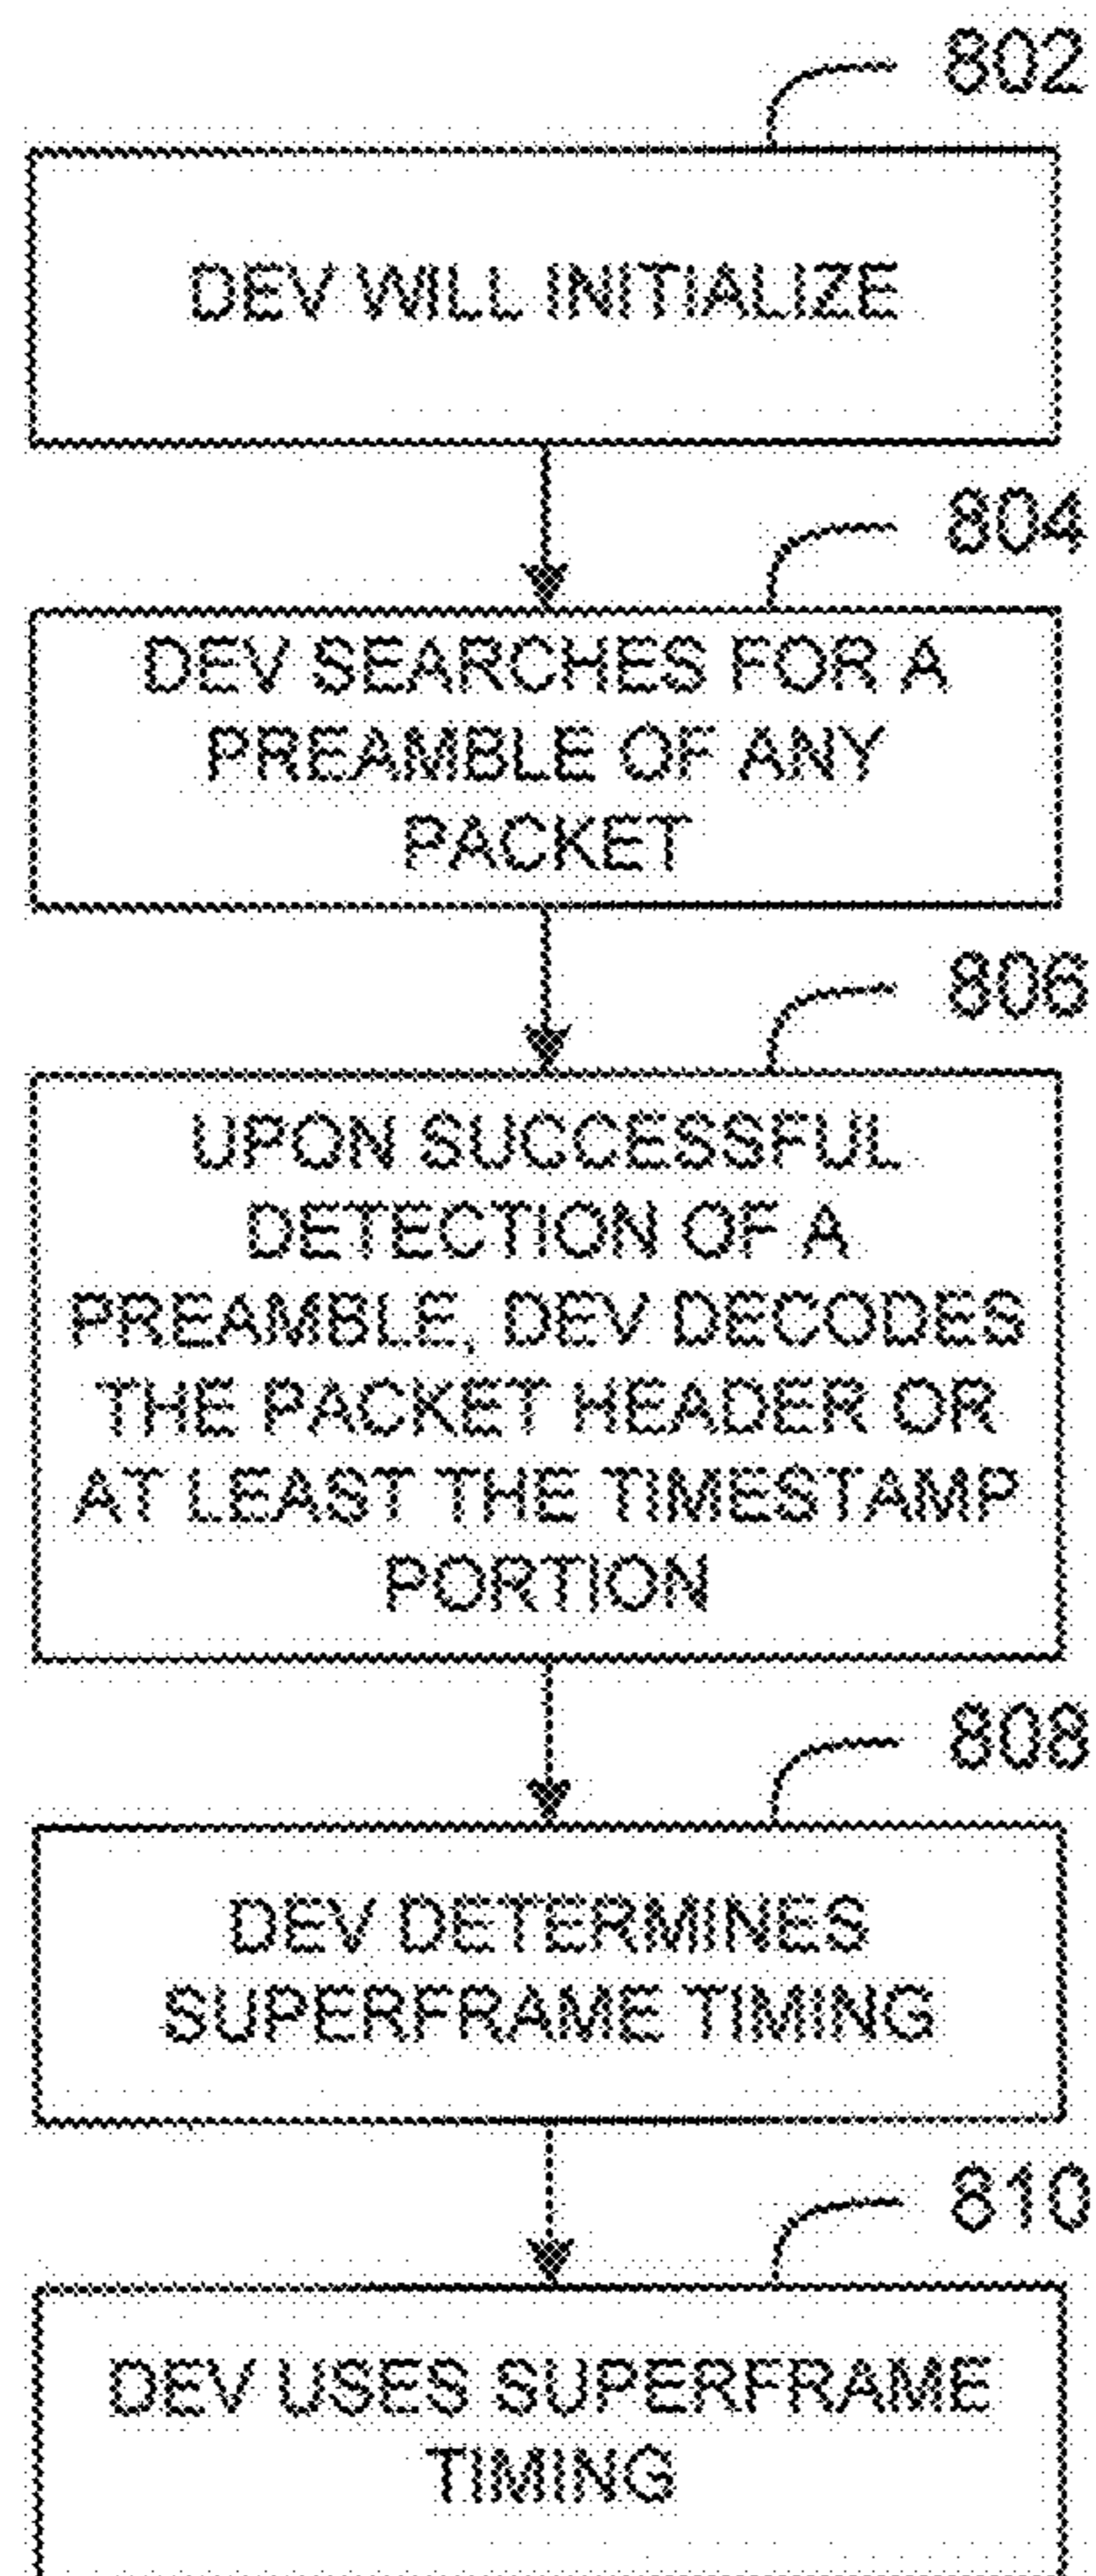 802
DEV WILL INITIALIZE
804
DEV SEARCHES FOR A
PREAMBLE OF ANY
PACKET
806
UPON SUCCESSFUL
DETECTION OF A
PREAMBLE, DEV DECODES
THE PACKET HEADER OR
AT LEAST THE TIMESTAMP
PORTION
808
DEV DETERMINES
SUPERFRAME TIMING
810
DEV USES SUPERFRAME
TIMING